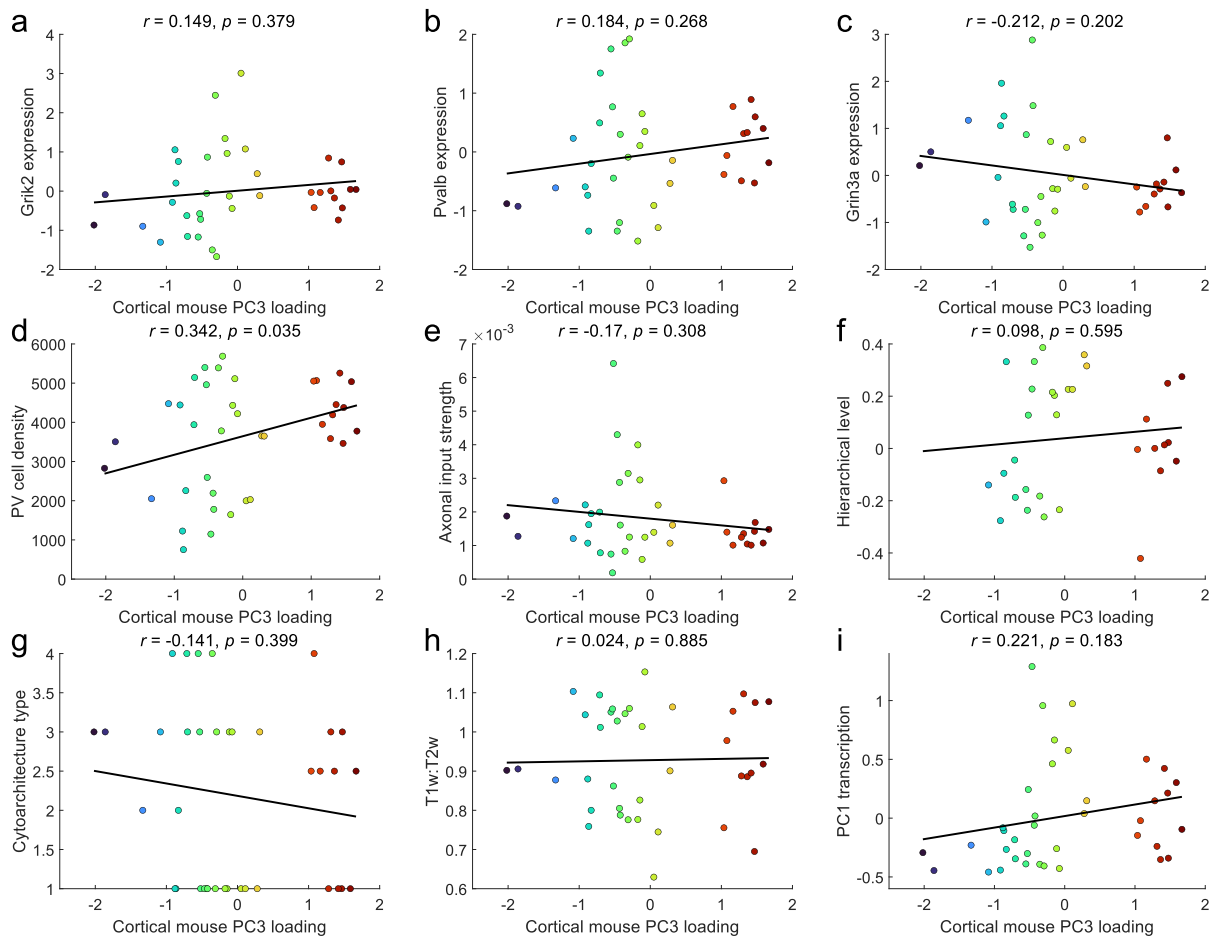 a
r = 0.149, p = 0.379
Grik2 expression
4
3
2
1
0
-1
-2
-2
-1
0
1
2
Cortical mouse PC3 loading
b
r = 0.184, p = 0.268
Pvalb expression
2
1
0
-1
-2
-2
-1
0
1
2
Cortical mouse PC3 loading
c
r = -0.212, p = 0.202
Grin3a expression
3
2
1
0
-1
-2
-2
-1
0
1
2
Cortical mouse PC3 loading
d
r = 0.342, p = 0.035
PV cell density
6000
5000
4000
3000
2000
1000
0
-2
-1
0
1
2
Cortical mouse PC3 loading
e
×10-3
r = -0.17, p = 0.308
Axonal input strength
7
6
5
4
3
2
1
0
-2
-1
0
1
2
Cortical mouse PC3 loading
f
r = 0.098, p = 0.595
Hierarchical level
0.4
0.2
0
-0.2
-0.4
-2
-1
0
1
2
Cortical mouse PC3 loading
g
r = -0.141, p = 0.399
Cytoarchitecture type
4
3.5
3
2.5
2
1.5
1
-2
-1
0
1
2
Cortical mouse PC3 loading
h
r = 0.024, p = 0.885
T1w:T2w
1.2
1.1
1
0.9
0.8
0.7
0.6
-2
-1
0
1
2
Cortical mouse PC3 loading
i
r = 0.221, p = 0.183
PC1 transcription
1
0.5
0
-0.5
-2
-1
0
1
2
Cortical mouse PC3 loading